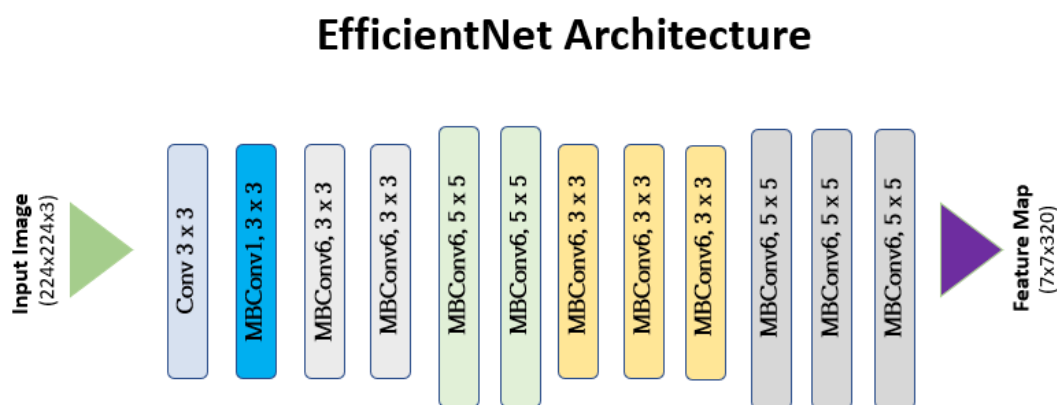 EfficientNet Architecture
Input Image
(224x224x3)
Conv 3 x 3
MBConv1, 3 x 3
MBConv6, 3 x 3
MBConv6, 3 x 3
MBConv6, 5 x 5
MBConv6, 5 x 5
MBConv6, 3 x 3
MBConv6, 3 x 3
MBConv6, 3 x 3
MBConv6, 5 x 5
MBConv6, 5 x 5
MBConv6, 5 x 5
Feature Map
(7x7x320)